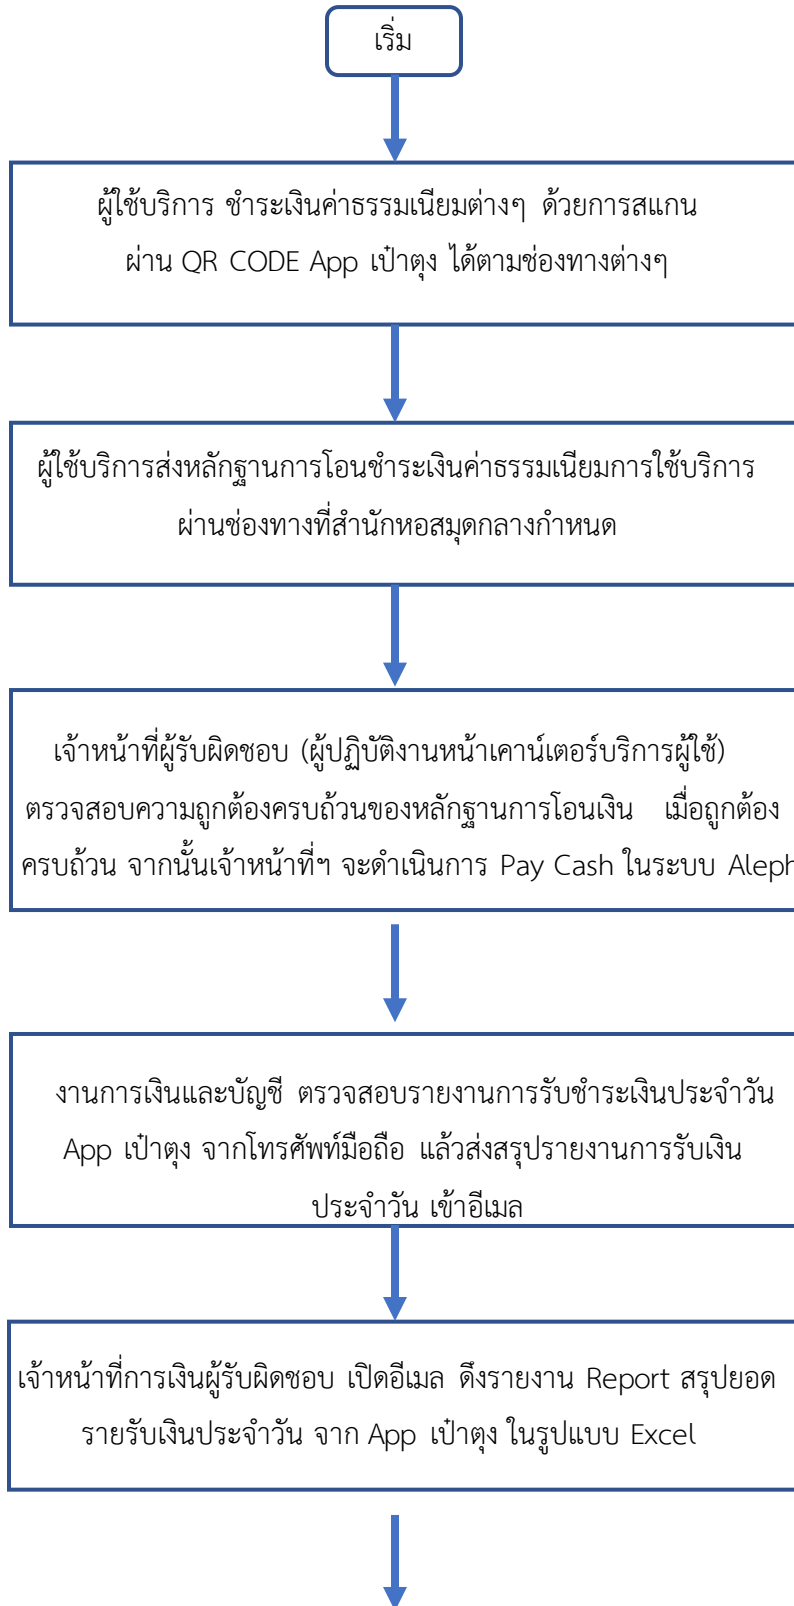 เริ่ม
ผู้ใช้บริการ ชำระเงินค่าธรรมเนียมต่างๆ ด้วยการสแกน
ผ่าน QR CODE App เป๋าตุง ได้ตามช่องทางต่างๆ
ผู้ใช้บริการส่งหลักฐานการโอนชำระเงินค่าธรรมเนียมการใช้บริการ
ผ่านช่องทางที่สำนักหอสมุดกลางกำหนด
เจ้าหน้าที่ผู้รับผิดชอบ (ผู้ปฏิบัติงานหน้าเคาน์เตอร์บริการผู้ใช้)
ตรวจสอบความถูกต้องครบถ้วนของหลักฐานการโอนเงิน เมื่อถูกต้อง
ครบถ้วน จากนั้นเจ้าหน้าที่ฯ จะดำเนินการ Pay Cash ในระบบ Aleph
งานการเงินและบัญชี ตรวจสอบรายงานการรับชำระเงินประจำวัน
App เป๋าตุง จากโทรศัพท์มือถือ แล้วส่งสรุปรายงานการรับเงิน
ประจำวัน เข้าอีเมล
เจ้าหน้าที่การเงินผู้รับผิดชอบ เปิดอีเมล ดึงรายงาน Report สรุปยอด
รายรับเงินประจำวัน จาก App เป๋าตุง ในรูปแบบ Excel